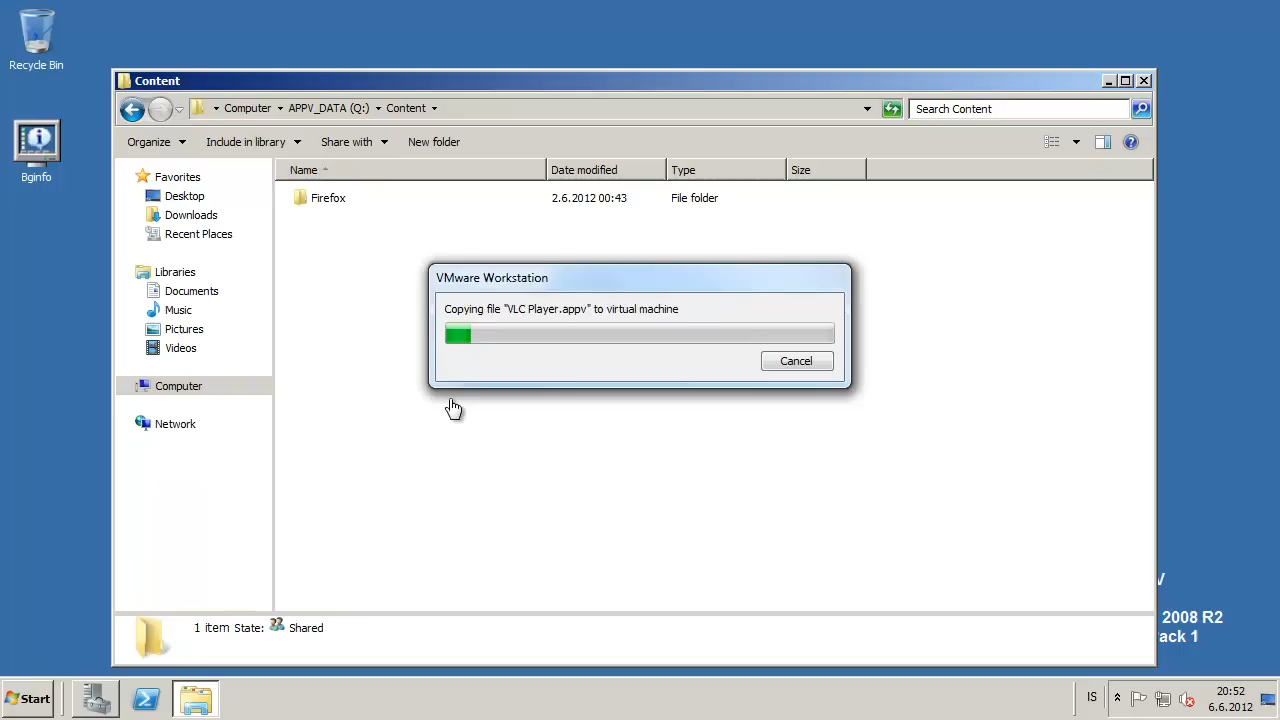 Recycle Bin
Bginfo
Content
Computer APPV_DATA (Q:) Content
Search Content
Organize Include in library Share with New folder
Name Date modified Type Size
Firefox 2.6.2012 00:43 File folder
Favorites
Desktop
Downloads
Recent Places
Libraries
Documents
Music
Pictures
Videos
Computer
Network
VMware Workstation
Copying file "VLC Player.appv" to virtual machine
Cancel
V
2008 R2
ack 1
1 item State: Shared
Start
IS
20:52
6.6.2012